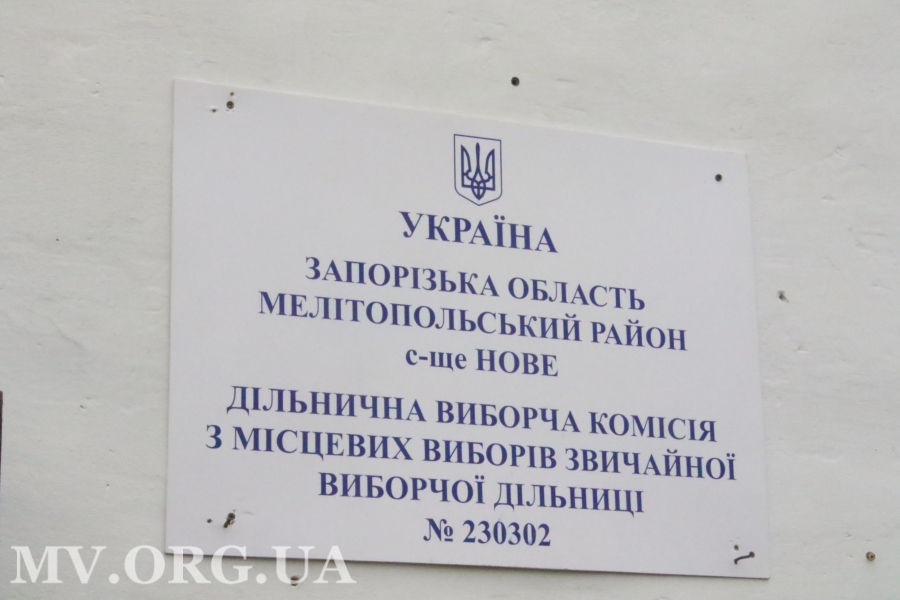 УКРАЇНА
ЗАПОРІЗЬКА ОБЛАСТЬ
МЕЛІТОПОЛЬСЬКИЙ РАЙОН
с-ще НОВЕ
ДІЛЬНИЧНА ВИБОРЧА КОМІСІЯ
З МІСЦЕВИХ ВИБОРІВ ЗВИЧАЙНОЇ
ВИБОРЧОЇ ДІЛЬНИЦІ
№ 230302
MV.ORG.UA